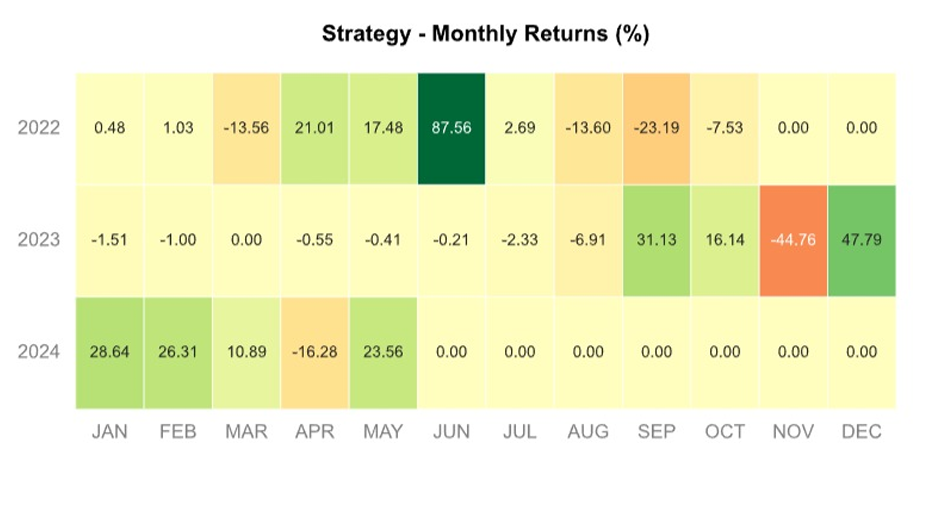 Strategy - Monthly Returns (%)
2022 0.48 1.03 -13.56 21.01 17.48 87.56 2.69 -13.60 -23.19 -7.53 0.00 0.00
2023 -1.51 -1.00 0.00 -0.55 -0.41 -0.21 -2.33 -6.91 31.13 16.14 -44.76 47.79
2024 28.64 26.31 10.89 -16.28 23.56 0.00 0.00 0.00 0.00 0.00 0.00 0.00
JAN FEB MAR APR MAY JUN JUL AUG SEP OCT NOV DEC